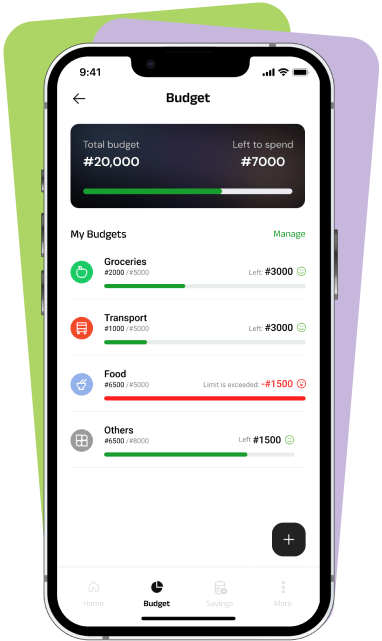 9:41
Budget
Total budget
Left to spend
#20,000
#7000
My Budgets
Manage
Groceries
#2000 /#5000
Left: #3000
Transport
#1000 /#5000
Left: #3000
Food
#6500 /#5000
Limit is exceeded: -#1500
Others
#6500 /#8000
Left #1500
Home
Budget
Savings
More